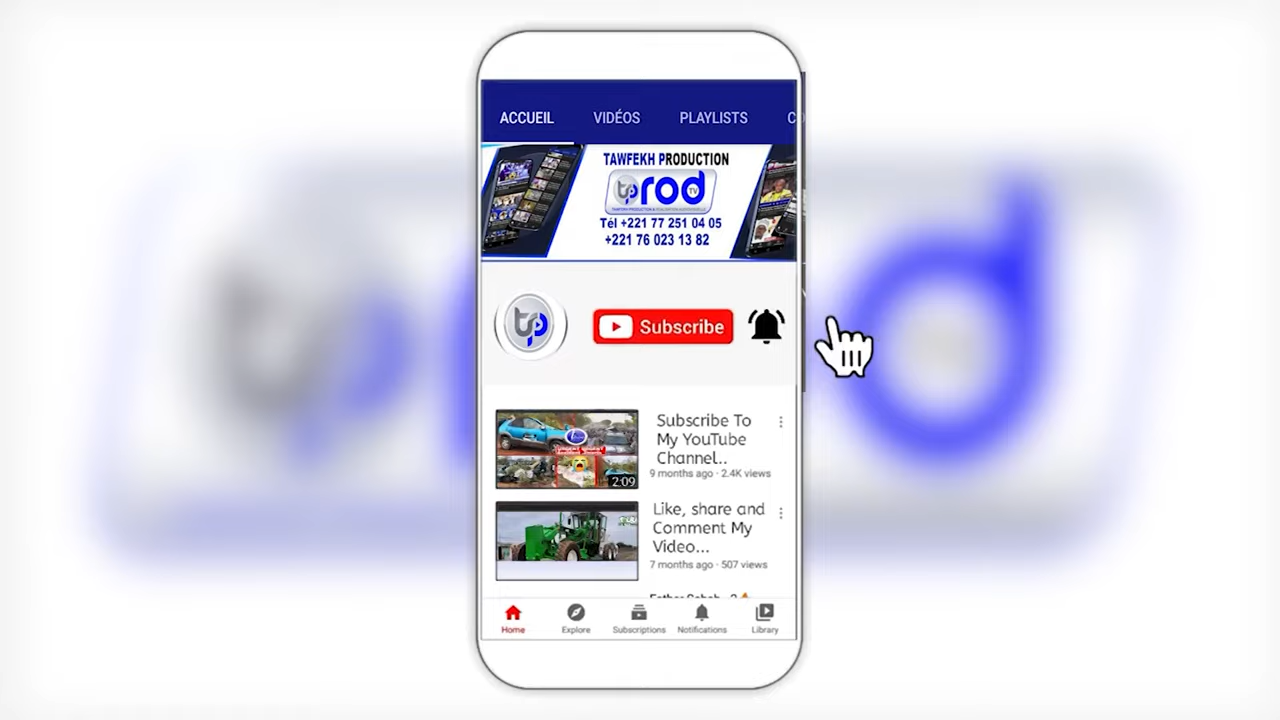 ACCUEIL VIDÉOS PLAYLISTS
TAWFEKH PRODUCTION
tprod TV
Tél +221 77 251 04 05
+221 76 023 13 82
tp
Subscribe
Subscribe To
My YouTube
Channel..
9 months ago · 2.4K views
2:09
Like, share and
Comment My
Video...
7 months ago · 507 views
Home Explore Subscriptions Notifications Library